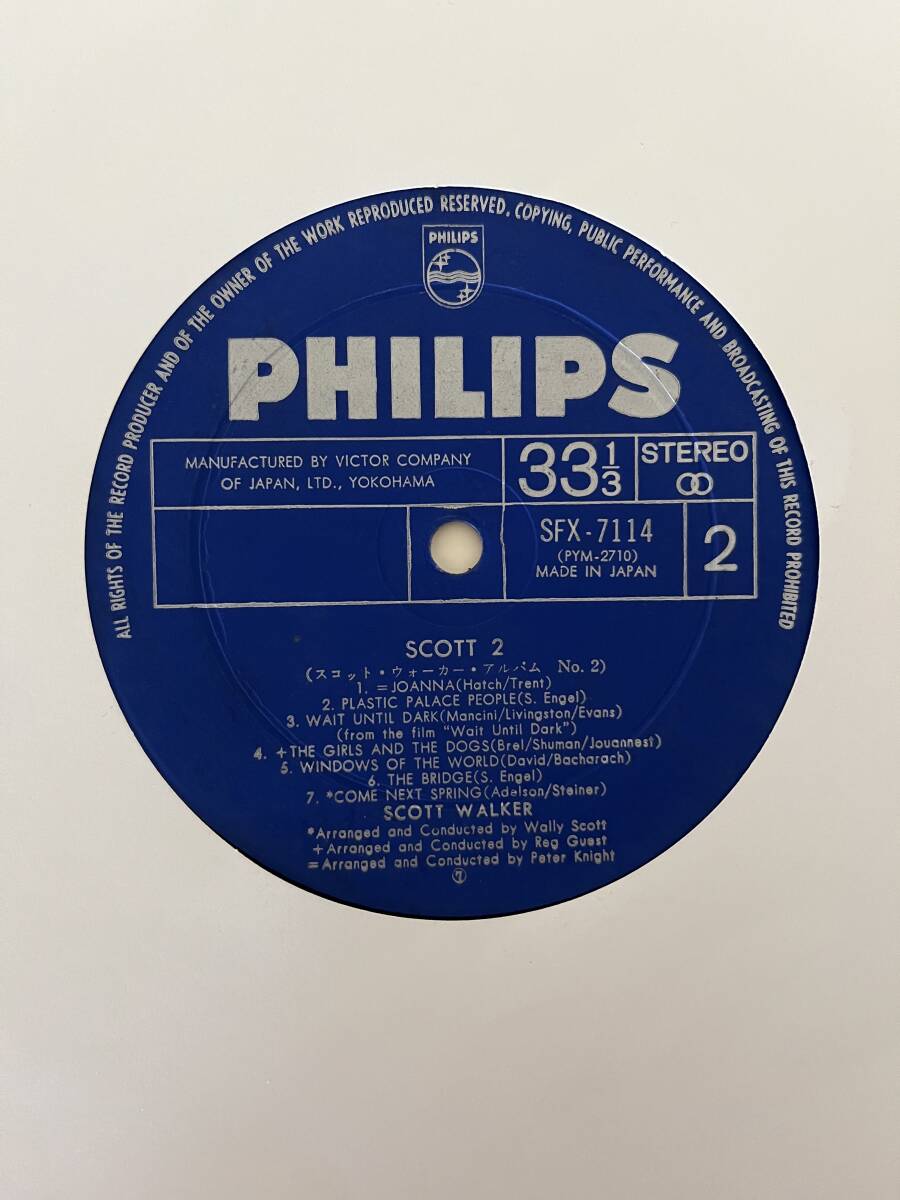 ALL RIGHTS OF THE RECORD PRODUCER AND OF THE OWNER OF THE WORK REPRODUCED RESERVED. COPYING, PUBLIC PERFORMANCE AND BROADCASTING OF THIS RECORD PROHIBITED
PHILIPS
PHILIPS
MANUFACTURED BY VICTOR COMPANY
OF JAPAN, LTD., YOKOHAMA
33 1/3
STEREO
SFX-7114
(PYM-2710)
MADE IN JAPAN
2
SCOTT 2
(スコット・ウォーカー・アルバム No. 2)
1. =JOANNA(Hatch/Trent)
2. PLASTIC PALACE PEOPLE(S. Engel)
3. WAIT UNTIL DARK(Mancini/Livingston/Evans)
(from the film "Wait Until Dark")
4. +THE GIRLS AND THE DOGS(Brel/Shuman/Jouannest)
5. WINDOWS OF THE WORLD(David/Bacharach)
6. THE BRIDGE(S. Engel)
7. *COME NEXT SPRING(Adelson/Steiner)
SCOTT WALKER
*Arranged and Conducted by Wally Scott
+Arranged and Conducted by Reg Guest
=Arranged and Conducted by Peter Knight
⑦